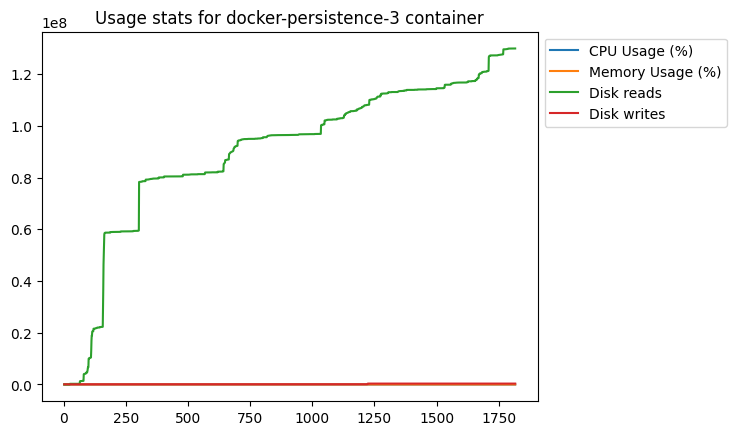 Usage stats for docker-persistence-3 container
1e8
CPU Usage (%)
Memory Usage (%)
Disk reads
Disk writes
1.2
1.0
0.8
0.6
0.4
0.2
0.0
0 250 500 750 1000 1250 1500 1750